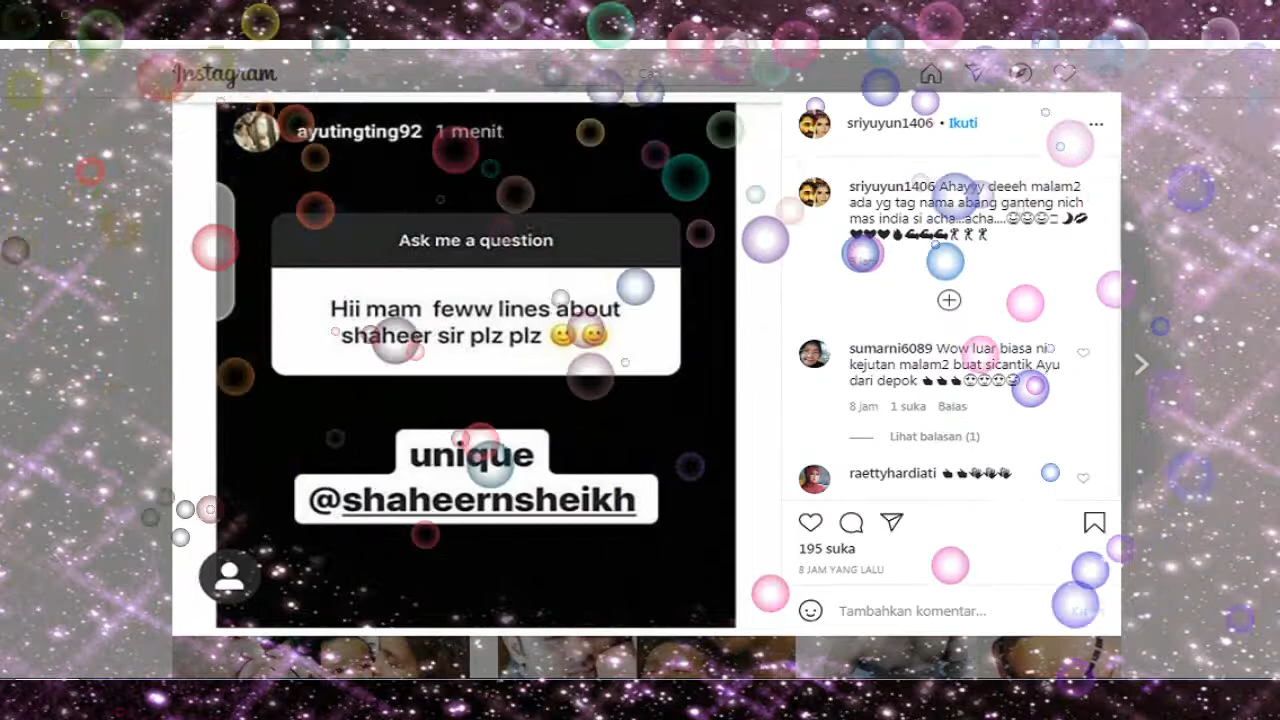 Instagram
ayutingting92 1 menit
Ask me a question
Hii mam feww lines about
shaheer sir plz plz 😊😊
unique
@shaheernsheikh
sriyuyun1406 • Ikuti
sriyuyun1406 Ahayyy deeeh malam2
ada yg tag nama abang ganteng nich
mas india si acha...acha....
sumarni6089 Wow luar biasa ni
kejutan malam2 buat sicantik Ayu
dari depok
8 jam 1 suka Balas
Lihat balasan (1)
raettyhardiati
195 suka
8 JAM YANG LALU
Tambahkan komentar...